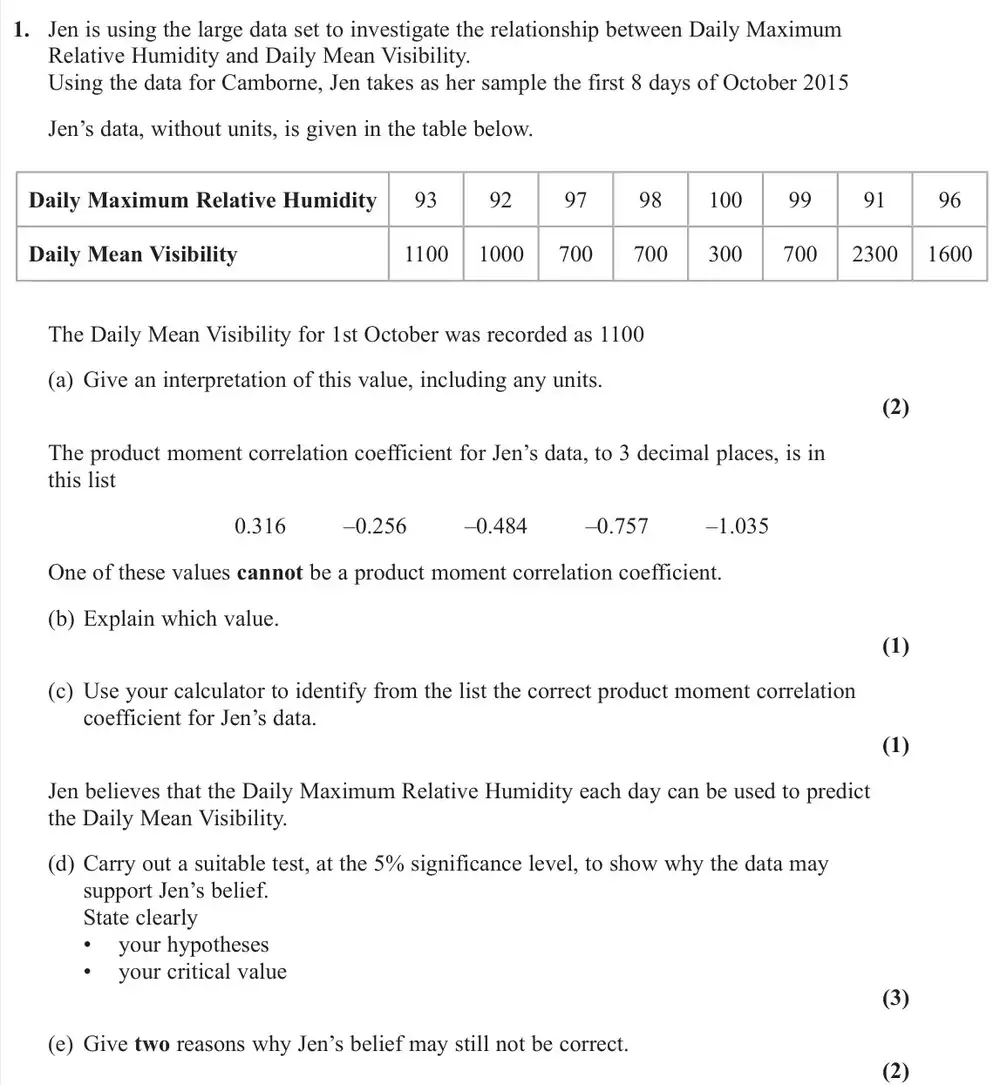 1. Jen is using the large data set to investigate the relationship between Daily Maximum
Relative Humidity and Daily Mean Visibility.
Using the data for Camborne, Jen takes as her sample the first 8 days of October 2015
Jen’s data, without units, is given in the table below.
Daily Maximum Relative Humidity 93 92 97 98 100 99 91 96
Daily Mean Visibility 1100 1000 700 700 300 700 2300 1600
The Daily Mean Visibility for 1st October was recorded as 1100
(a) Give an interpretation of this value, including any units.
(2)
The product moment correlation coefficient for Jen’s data, to 3 decimal places, is in
this list
0.316 –0.256 –0.484 –0.757 –1.035
One of these values cannot be a product moment correlation coefficient.
(b) Explain which value.
(1)
(c) Use your calculator to identify from the list the correct product moment correlation
coefficient for Jen’s data.
(1)
Jen believes that the Daily Maximum Relative Humidity each day can be used to predict
the Daily Mean Visibility.
(d) Carry out a suitable test, at the 5% significance level, to show why the data may
support Jen’s belief.
State clearly
• your hypotheses
• your critical value
(3)
(e) Give two reasons why Jen’s belief may still not be correct.
(2)